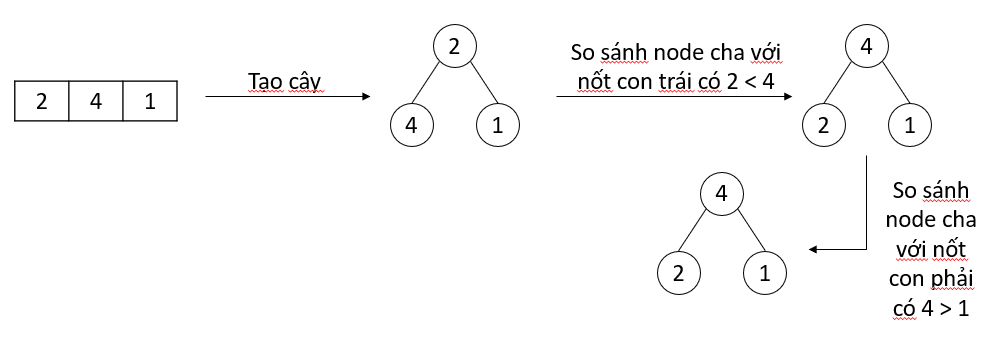 2 4 1
Tạo cây
2
4 1
So sánh node cha với
nốt con trái có 2 < 4
4
2 1
So sánh
node cha
với nốt
con phải
có 4 > 1
4
2 1